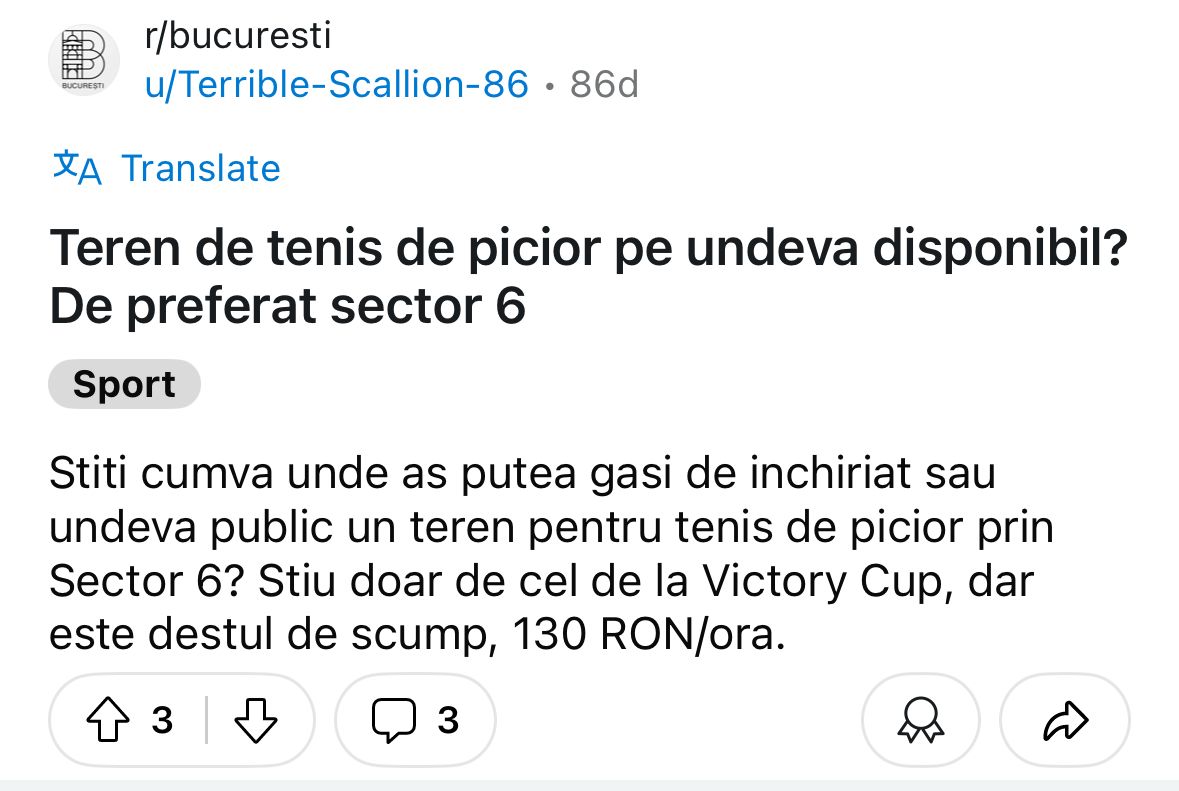 r/bucuresti
BUCUREȘTI
u/Terrible-Scallion-86 • 86d
Translate
Teren de tenis de picior pe undeva disponibil?
De preferat sector 6
Sport
Stiti cumva unde as putea gasi de inchiriat sau
undeva public un teren pentru tenis de picior prin
Sector 6? Stiu doar de cel de la Victory Cup, dar
este destul de scump, 130 RON/ora.
3
3